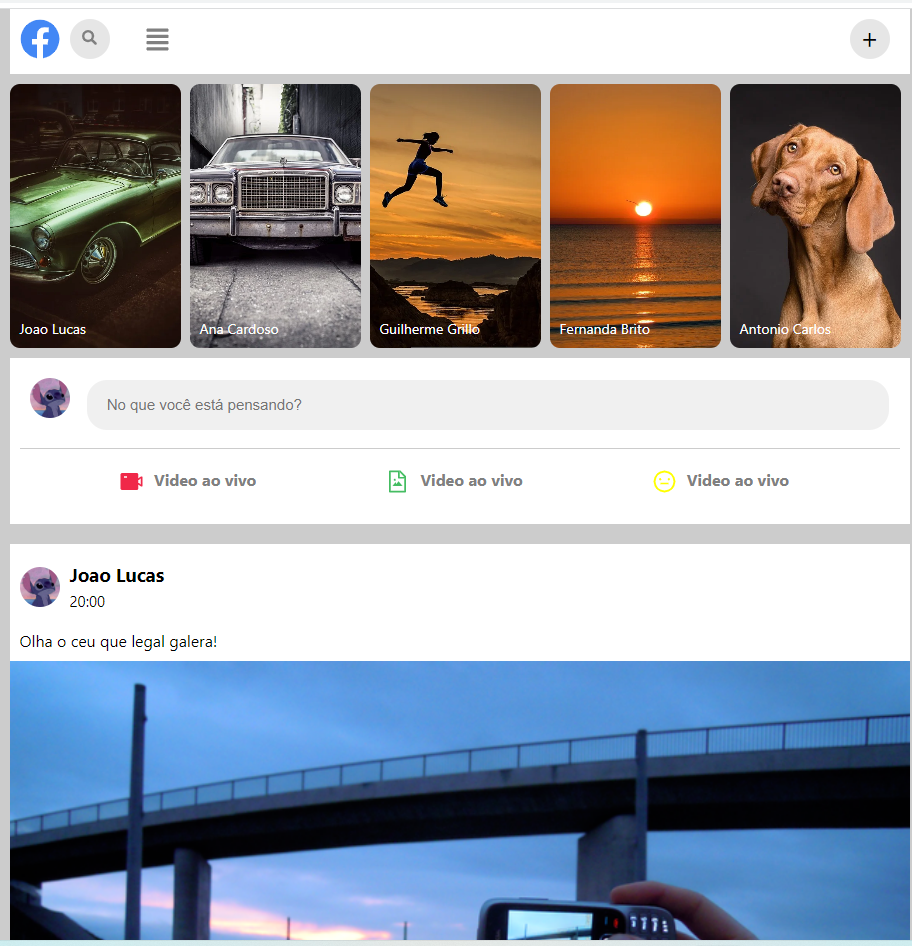 Joao Lucas
Ana Cardoso
Guilherme Grillo
Fernanda Brito
Antonio Carlos
No que você está pensando?
Video ao vivo
Video ao vivo
Video ao vivo
Joao Lucas
20:00
Olha o ceu que legal galera!